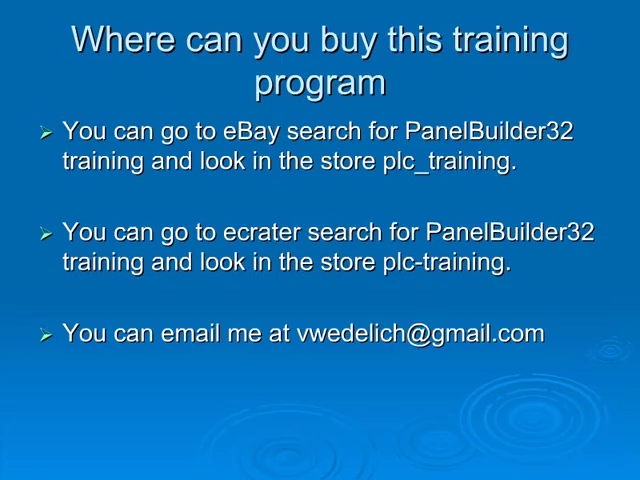 Where can you buy this training
program
You can go to eBay search for PanelBuilder32
training and look in the store plc_training.
You can go to ecrater search for PanelBuilder32
training and look in the store plc-training.
You can email me at vwedelich@gmail.com